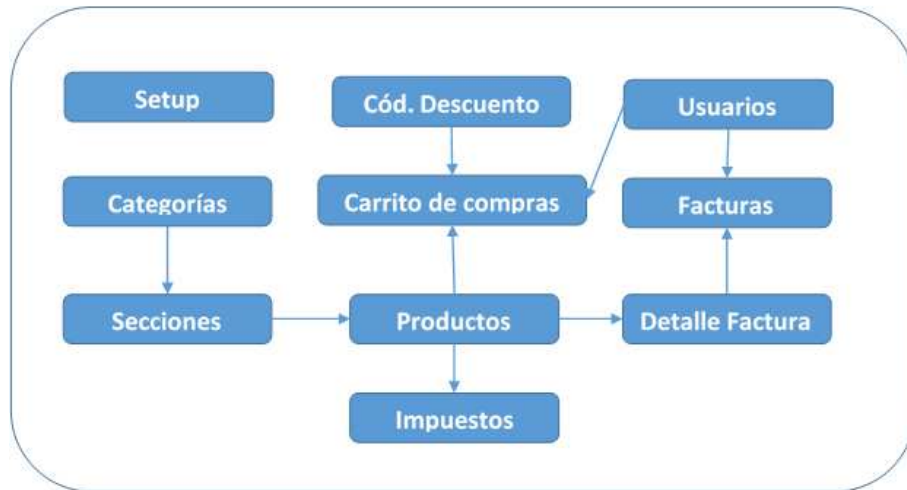 Setup
Cód. Descuento
Usuarios
Categorías
Carrito de compras
Facturas
Secciones
Productos
Detalle Factura
Impuestos